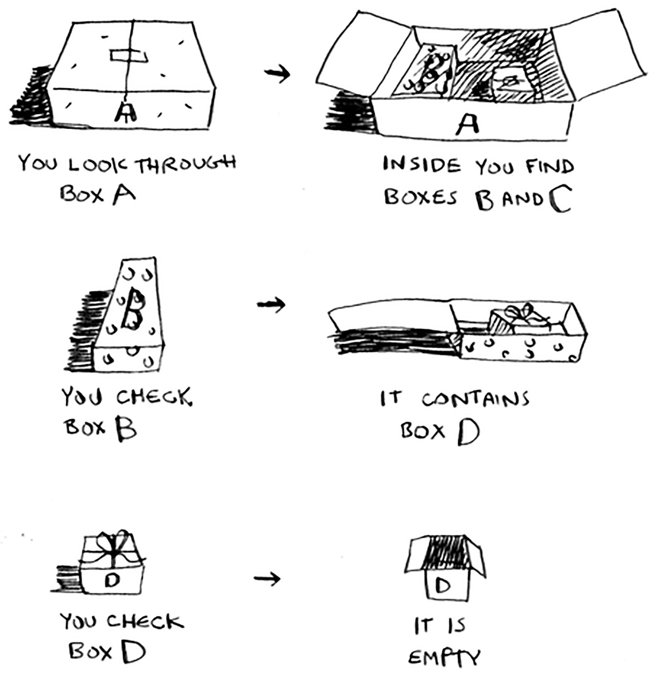 A
A
YOU LOOK THROUGH
BOX A
INSIDE YOU FIND
BOXES B AND C
B
YOU CHECK
BOX B
IT CONTAINS
BOX D
D
D
YOU CHECK
BOX D
IT IS
EMPTY